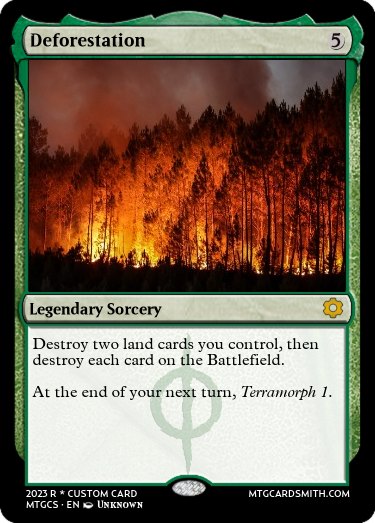 Deforestation 5
Legendary Sorcery
Destroy two land cards you control, then
destroy each card on the Battlefield.
At the end of your next turn, Terramorph 1.
2023 R * CUSTOM CARD
MTGCS · EN Unknown
MTGCARDSMITH.COM